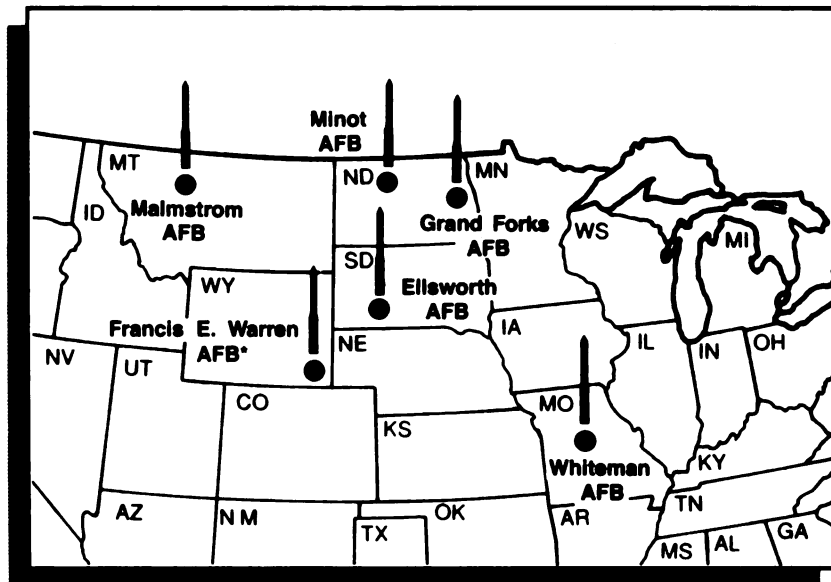 Minot
AFB
MT
ND
MN
Malmstrom
AFB
ID
Grand Forks
AFB
WS
MI
SD
WY
Ellsworth
AFB
Francis E. Warren
AFB*
NE
IA
NV
UT
IL
IN
OH
CO
MO
KS
Whiteman
AFB
KY
AZ
NM
TX
OK
AR
TN
MS
AL
GA